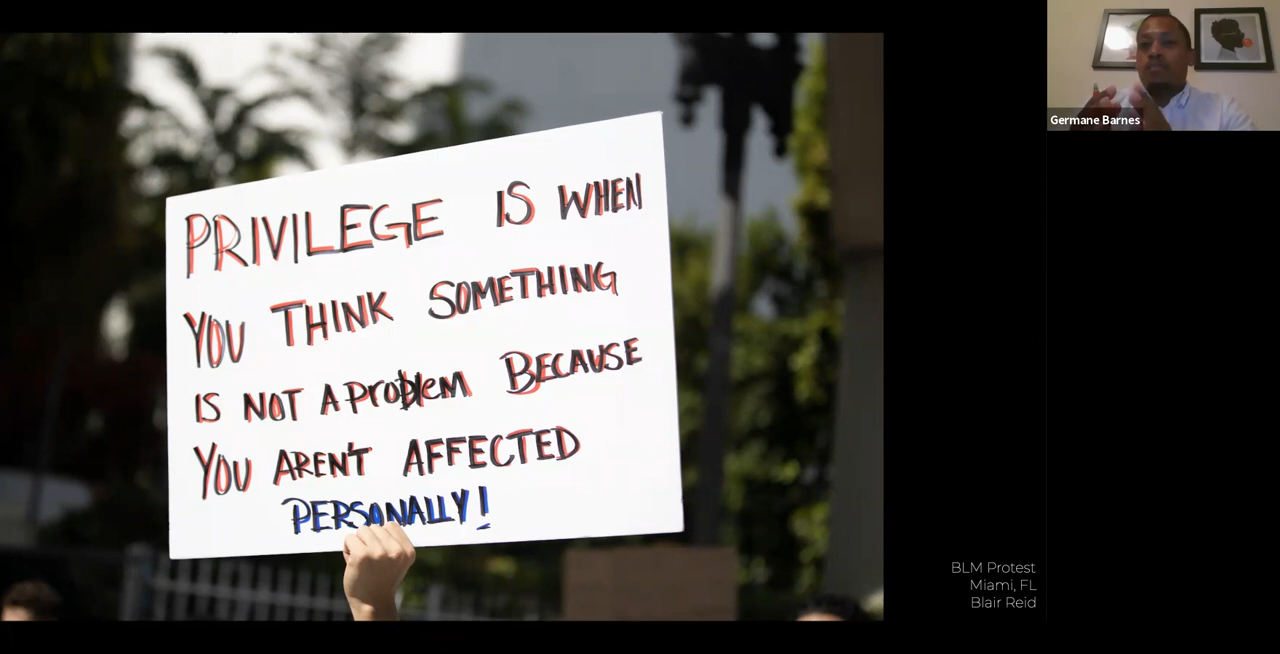 PRIVILEGE IS WHEN
YOU THINK SOMETHING
IS NOT A PROBLEM BECAUSE
YOU AREN'T AFFECTED
PERSONALLY!
Germane Barnes
BLM Protest
Miami, FL
Blair Reid